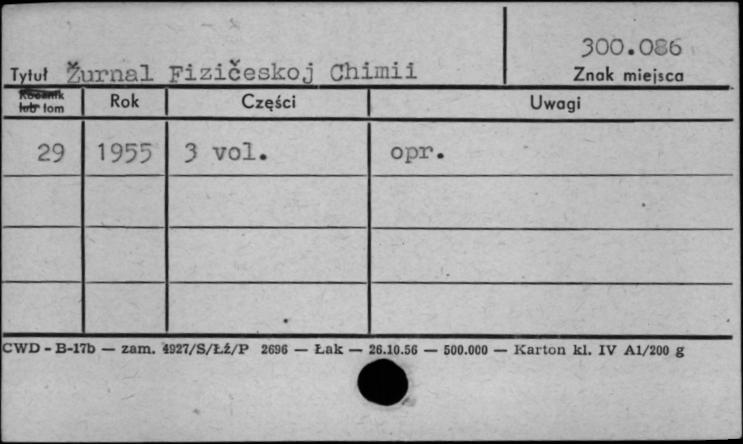 300.086
Tytuł Žurnal Fizičeskoj Chimii Znak miejsca
Rocznik lub tom Rok Części Uwagi
29 1955 3 vol. opr.
CWD - B-17b — zam. 4927/S/Łż/P 2696 — Łak — 26.10.56 — 500.000 — Karton kl. IV A1/200 g